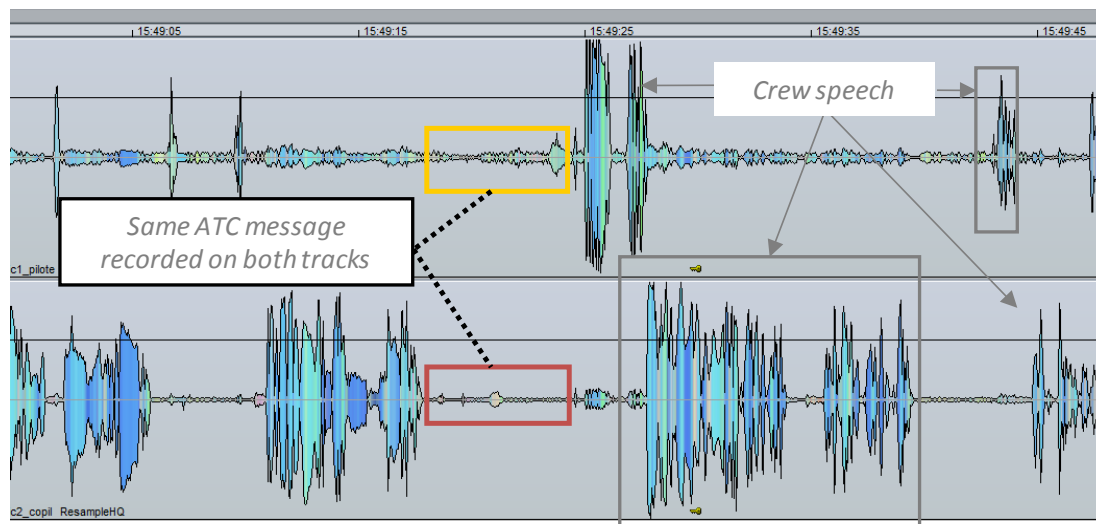 15:49:05 15:49:15 15:49:25 15:49:35 15:49:45
Crew speech
Same ATC message
recorded on both tracks
c1_pilote
c2_copil ResampleHQ